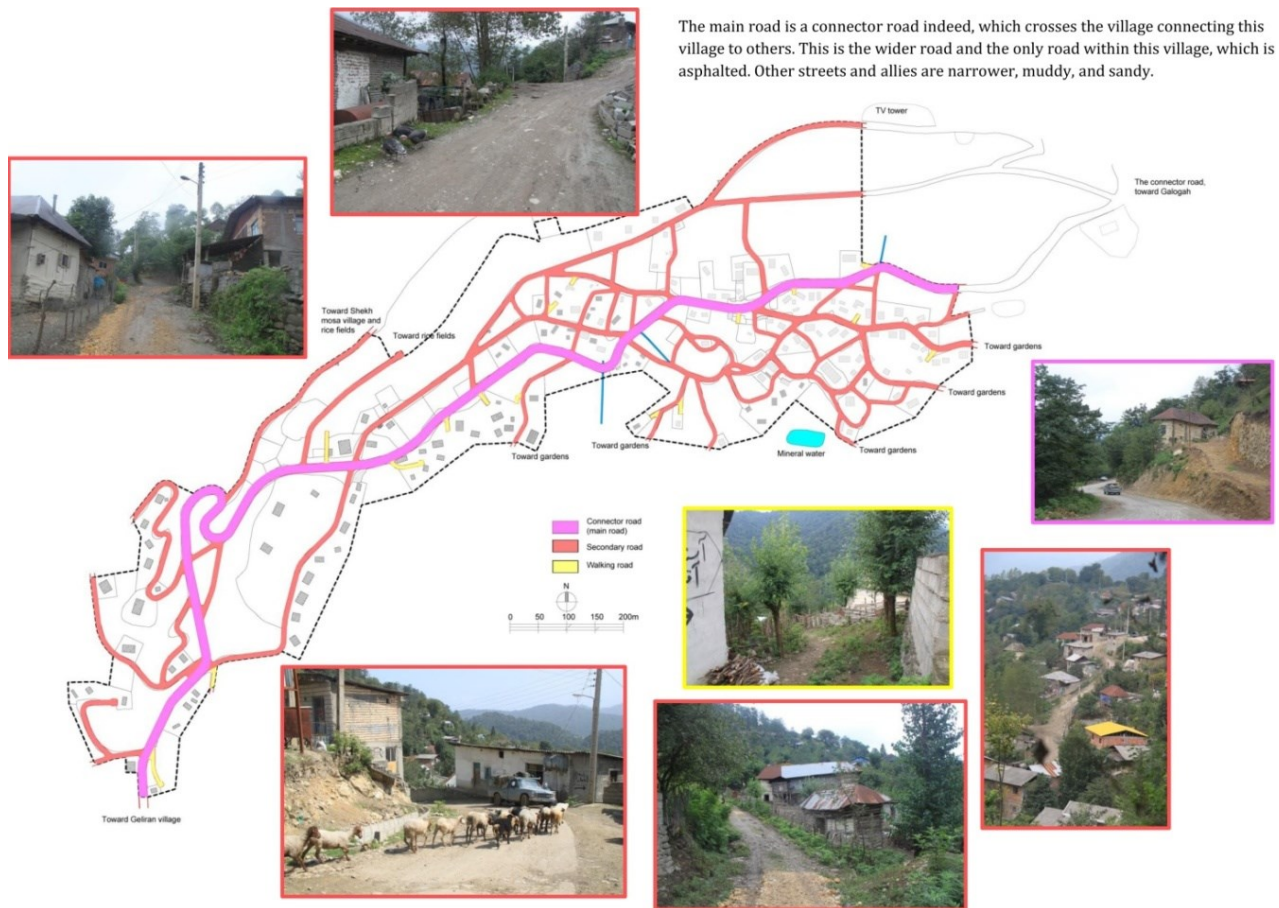 The main road is a connector road indeed, which crosses the village connecting this
village to others. This is the wider road and the only road within this village, which is
asphalted. Other streets and allies are narrower, muddy, and sandy.
TV tower
The connector road,
toward Galogah
Toward Shekh
mosa village and
rice fields
Toward rice fields
Toward gardens
Toward gardens
Toward gardens
Toward gardens
Mineral water
Toward gardens
Connector road
(main road)
Secondary road
Walking road
N
0 50 100 150 200m
Toward Geliran village